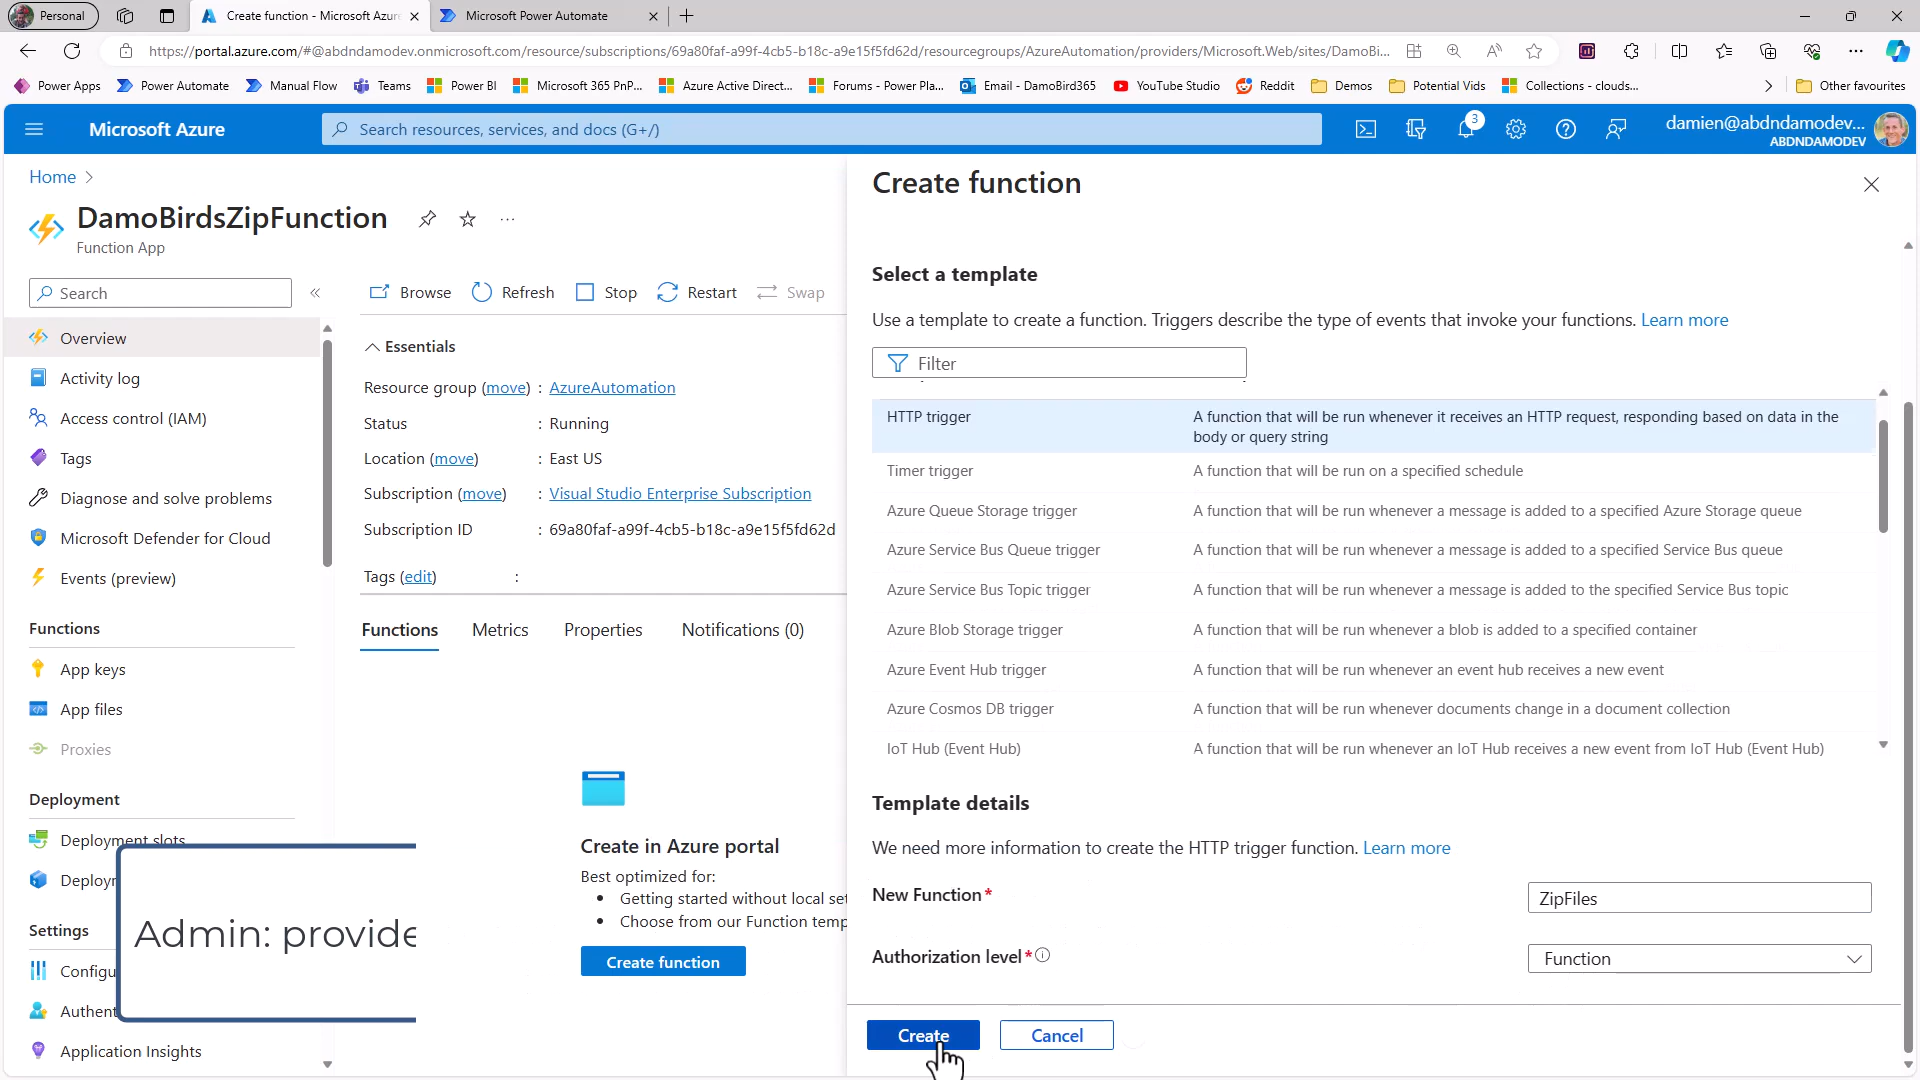 Personal
Create function - Microsoft Azure
Microsoft Power Automate
https://portal.azure.com/#@abdndamodev.onmicrosoft.com/resource/subscriptions/69a80faf-a99f-4cb5-b18c-a9e15f5fd62d/resourcegroups/AzureAutomation/providers/Microsoft.Web/sites/DamoBi...
Power Apps
Power Automate
Manual Flow
Teams
Power BI
Microsoft 365 PnP...
Azure Active Direct...
Forums - Power Pla...
Email - DamoBird365
YouTube Studio
Reddit
Demos
Potential Vids
Collections - clouds...
Other favourites
Microsoft Azure
Search resources, services, and docs (G+/)
3
damien@abdndamodev...
ABDNDAMODEV
Home
DamoBirdsZipFunction
Function App
Search
Overview
Activity log
Access control (IAM)
Tags
Diagnose and solve problems
Microsoft Defender for Cloud
Events (preview)
Functions
App keys
App files
Proxies
Deployment
Deployment slots
Deployr
Settings
Configu
Authent
Application Insights
Admin: provide
Browse
Refresh
Stop
Restart
Swap
Essentials
Resource group (move) : AzureAutomation
Status : Running
Location (move) : East US
Subscription (move) : Visual Studio Enterprise Subscription
Subscription ID : 69a80faf-a99f-4cb5-b18c-a9e15f5fd62d
Tags (edit) :
Functions
Metrics
Properties
Notifications (0)
Create in Azure portal
Best optimized for:
Getting started without local set
Choose from our Function temp
Create function
Create function
Select a template
Use a template to create a function. Triggers describe the type of events that invoke your functions. Learn more
Filter
HTTP trigger
A function that will be run whenever it receives an HTTP request, responding based on data in the
body or query string
Timer trigger
A function that will be run on a specified schedule
Azure Queue Storage trigger
A function that will be run whenever a message is added to a specified Azure Storage queue
Azure Service Bus Queue trigger
A function that will be run whenever a message is added to a specified Service Bus queue
Azure Service Bus Topic trigger
A function that will be run whenever a message is added to the specified Service Bus topic
Azure Blob Storage trigger
A function that will be run whenever a blob is added to a specified container
Azure Event Hub trigger
A function that will be run whenever an event hub receives a new event
Azure Cosmos DB trigger
A function that will be run whenever documents change in a document collection
IoT Hub (Event Hub)
A function that will be run whenever an IoT Hub receives a new event from IoT Hub (Event Hub)
Template details
We need more information to create the HTTP trigger function. Learn more
New Function*
ZipFiles
Authorization level*
Function
Create
Cancel